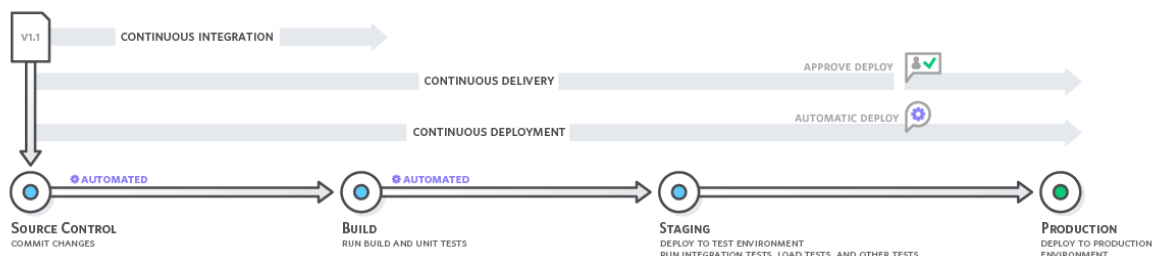 V1.1
CONTINUOUS INTEGRATION
APPROVE DEPLOY
CONTINUOUS DELIVERY
AUTOMATIC DEPLOY
CONTINUOUS DEPLOYMENT
AUTOMATED
AUTOMATED
SOURCE CONTROL
COMMIT CHANGES
BUILD
RUN BUILD AND UNIT TESTS
STAGING
DEPLOY TO TEST ENVIRONMENT
RUN INTEGRATION TESTS, LOAD TESTS, AND OTHER TESTS
PRODUCTION
DEPLOY TO PRODUCTION
ENVIRONMENT